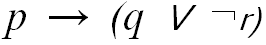 p → (q ∨ ¬r)